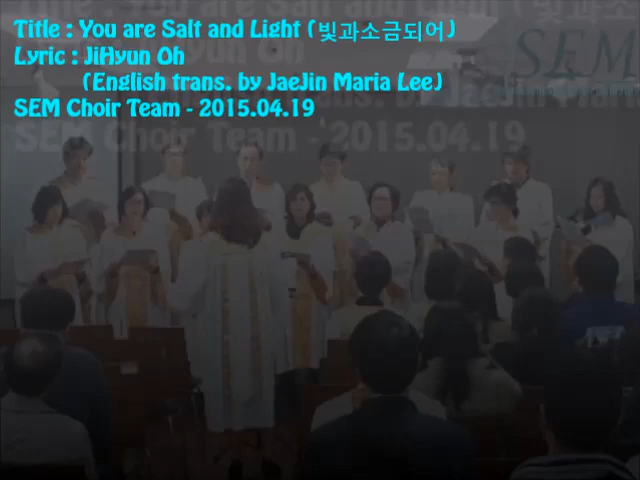 Title : You are Salt and Light (빛과소금되어)
Lyric : JiHyun Oh
(English trans. by JaeJin Maria Lee)
SEM Choir Team - 2015.04.19
SEM